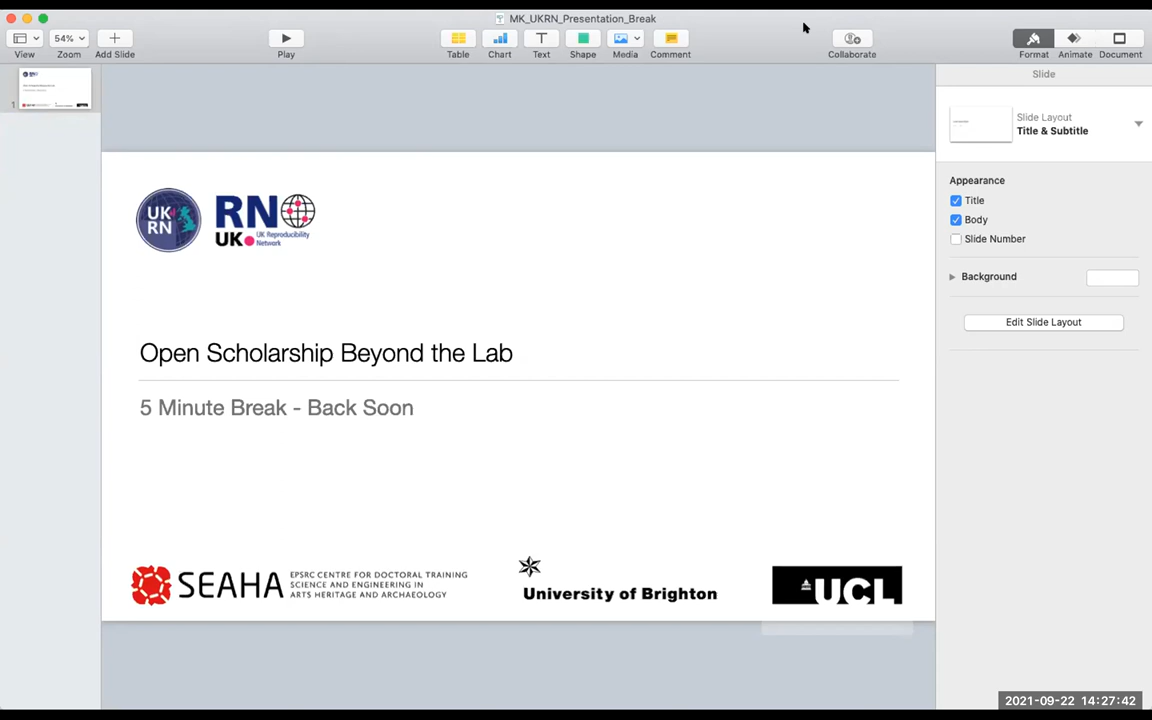 MK_UKRN_Presentation_Break
54%
View
Zoom
Add Slide
Play
Table
Chart
Text
Shape
Media
Comment
Collaborate
Format
Animate
Document
Slide
1
Slide Layout
Title & Subtitle
Appearance
Title
Body
Slide Number
Background
Edit Slide Layout
UK
RN
RN
UK
UK Reproducibility
Network
Open Scholarship Beyond the Lab
5 Minute Break - Back Soon
SEAHA
EPSRC CENTRE FOR DOCTORAL TRAINING
SCIENCE AND ENGINEERING IN
ARTS HERITAGE AND ARCHAEOLOGY
University of Brighton
UCL
2021-09-22 14:27:42